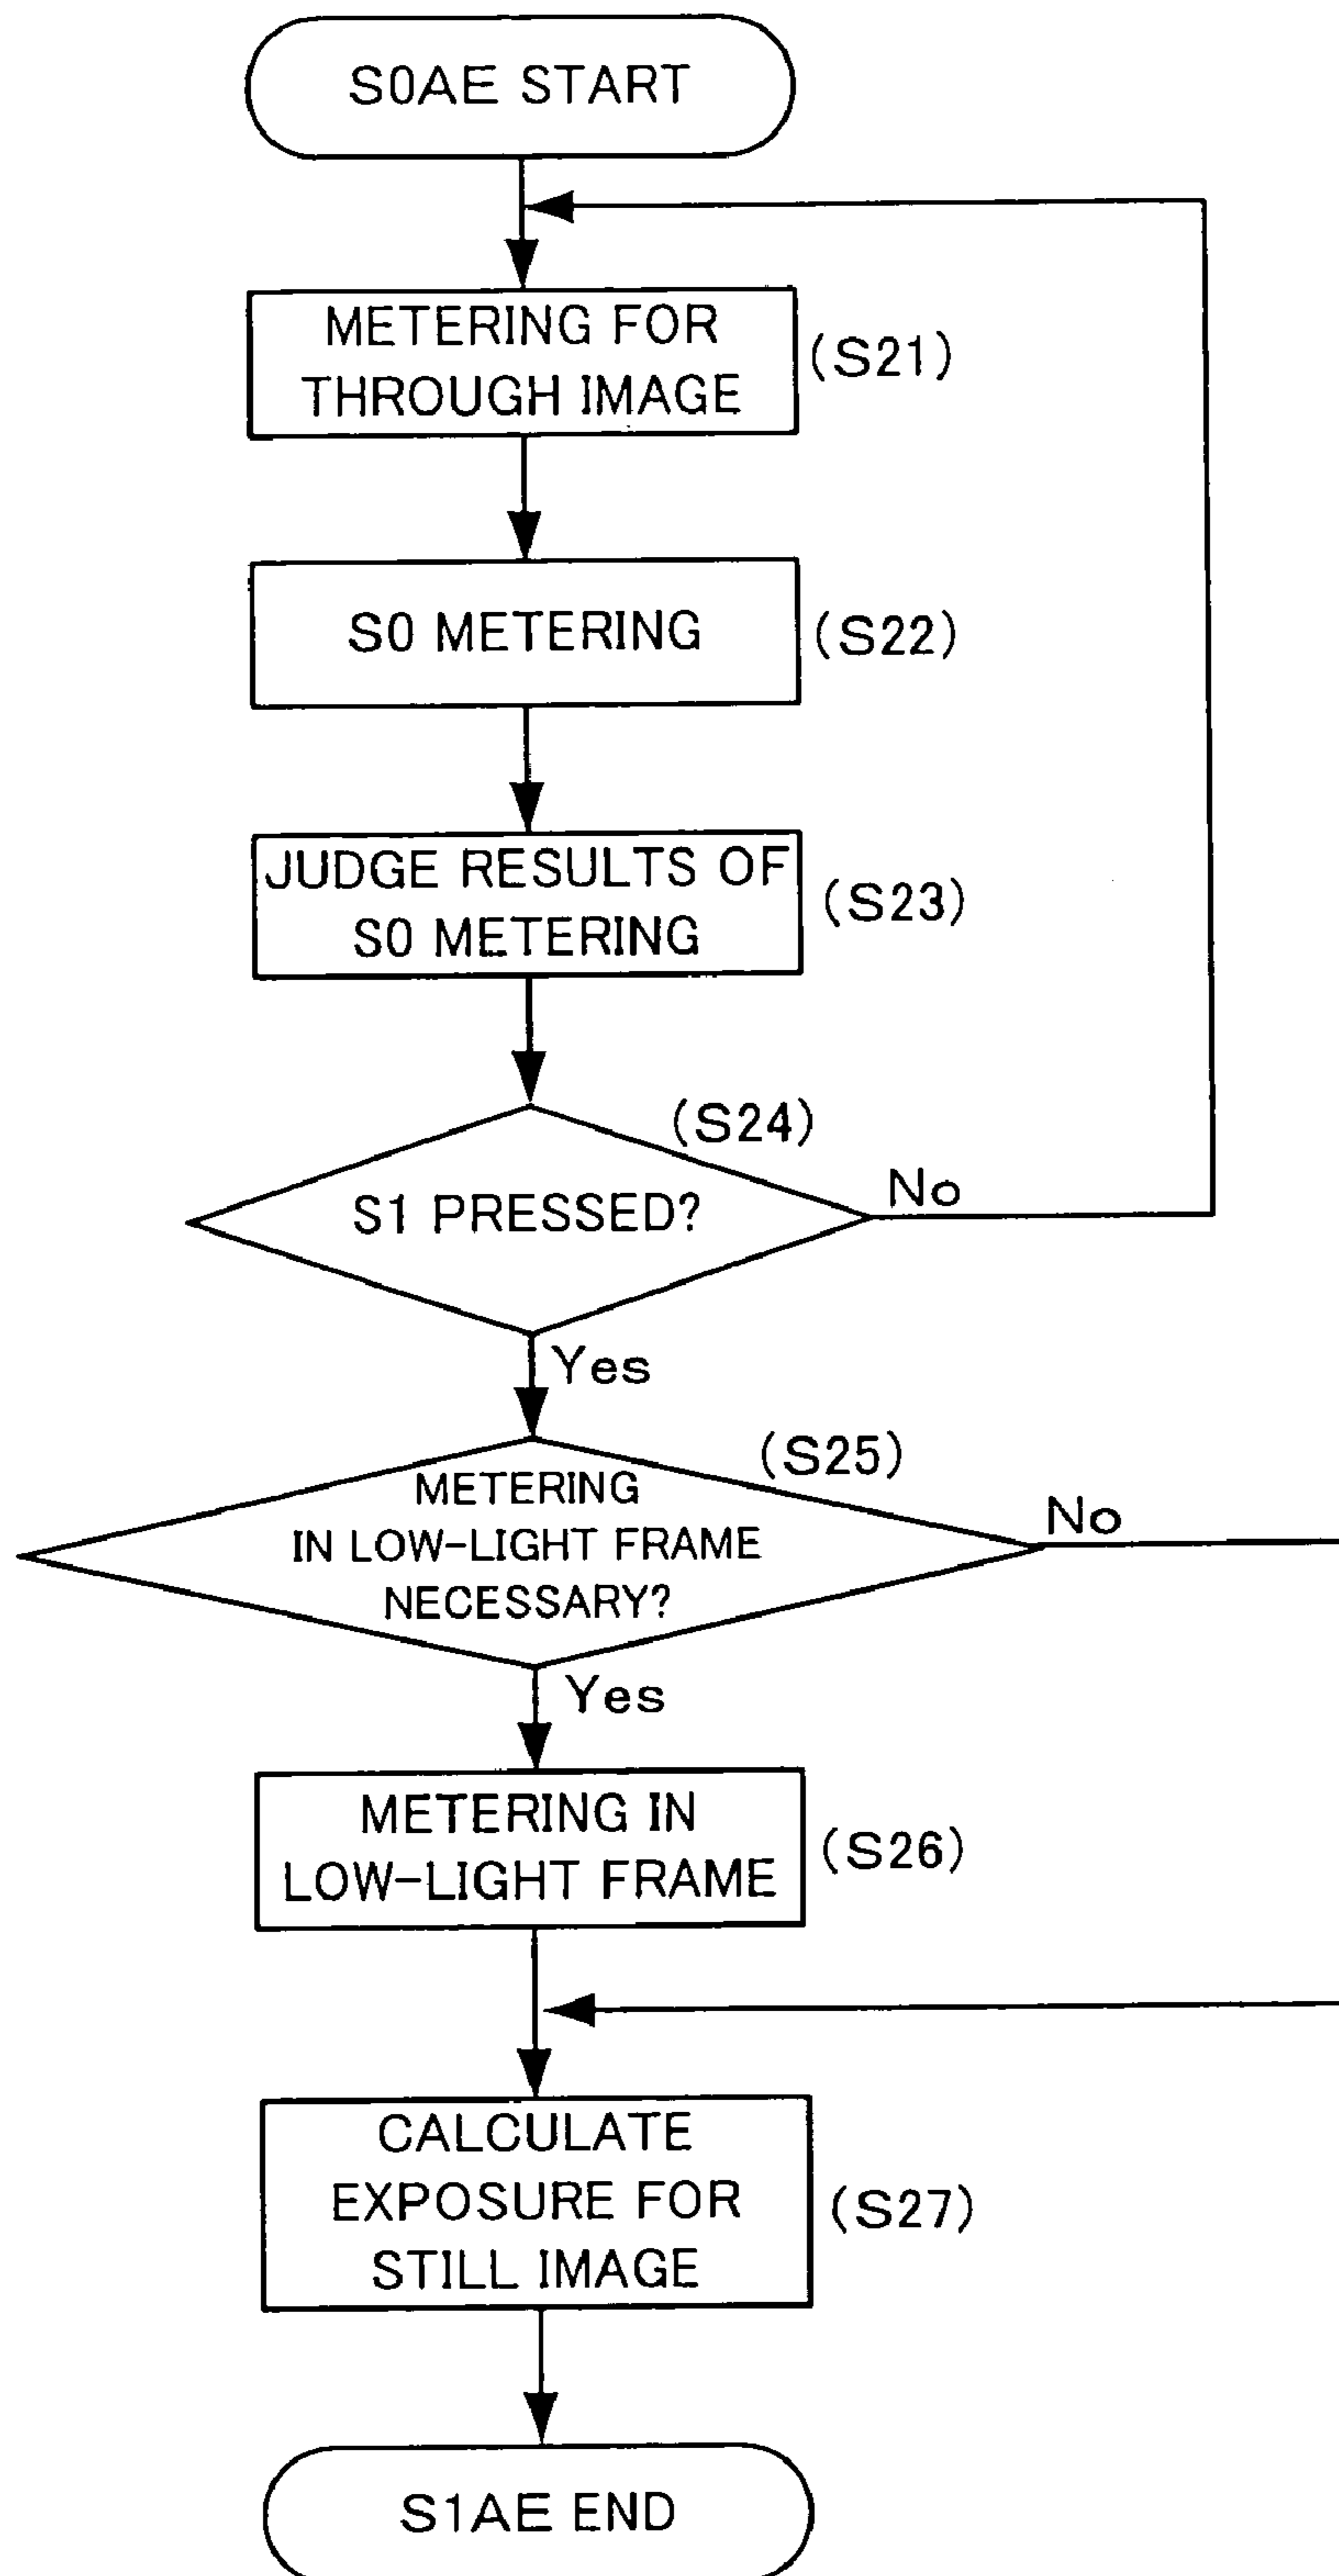 S0AE START
METERING FOR
THROUGH IMAGE
(S21)
S0 METERING
(S22)
JUDGE RESULTS OF
S0 METERING
(S23)
(S24)
S1 PRESSED?
No
Yes
(S25)
METERING
IN LOW-LIGHT FRAME
NECESSARY?
No
Yes
METERING IN
LOW-LIGHT FRAME
(S26)
CALCULATE
EXPOSURE FOR
STILL IMAGE
(S27)
S1AE END